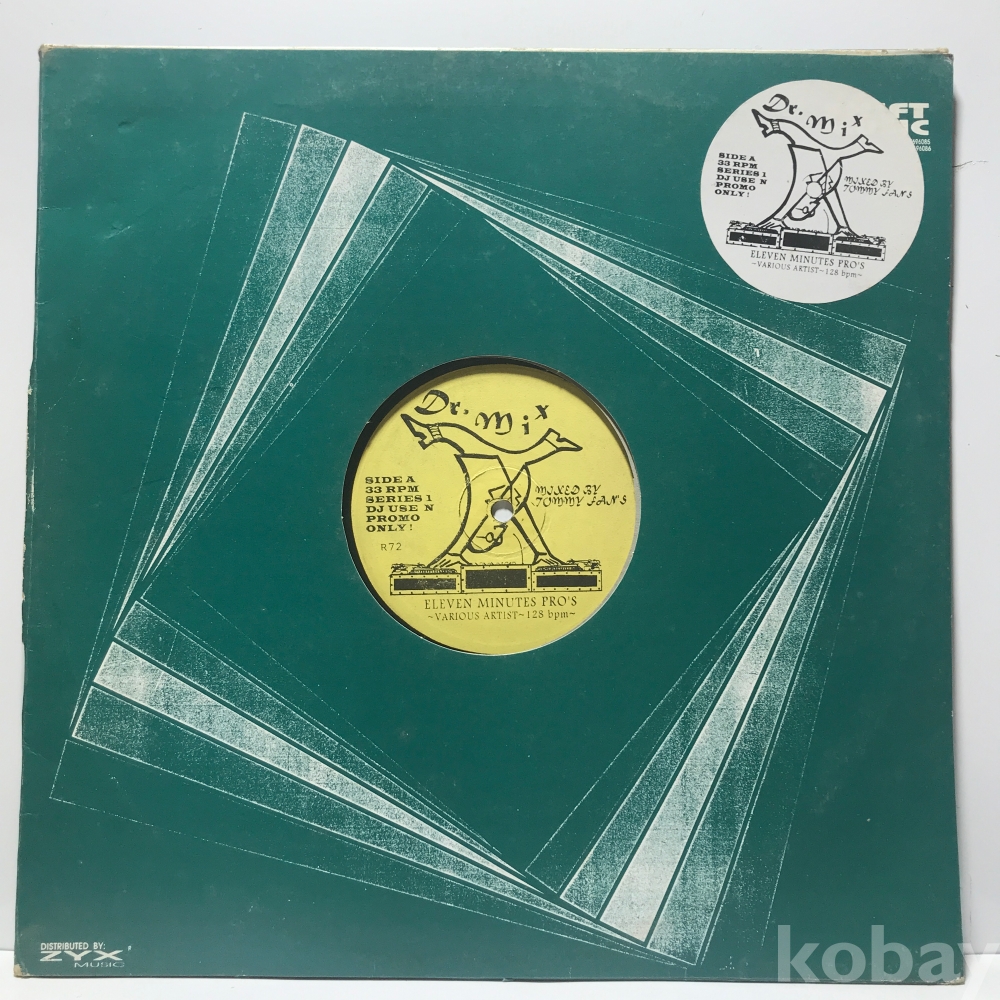 Dr. Mix
SIDE A
33 RPM
SERIES 1
DJ USE N
PROMO
ONLY!
MIXED BY
TOMMY FAN'S
ELEVEN MINUTES PRO'S
~VARIOUS ARTIST~128 bpm~
Dr. Mix
SIDE A
33 RPM
SERIES 1
DJ USE N
PROMO
ONLY!
MIXED BY
TOMMY FAN'S
R72
ELEVEN MINUTES PRO'S
~VARIOUS ARTIST~128 bpm~
DISTRIBUTED BY:
ZYX
MUSIC
kobay